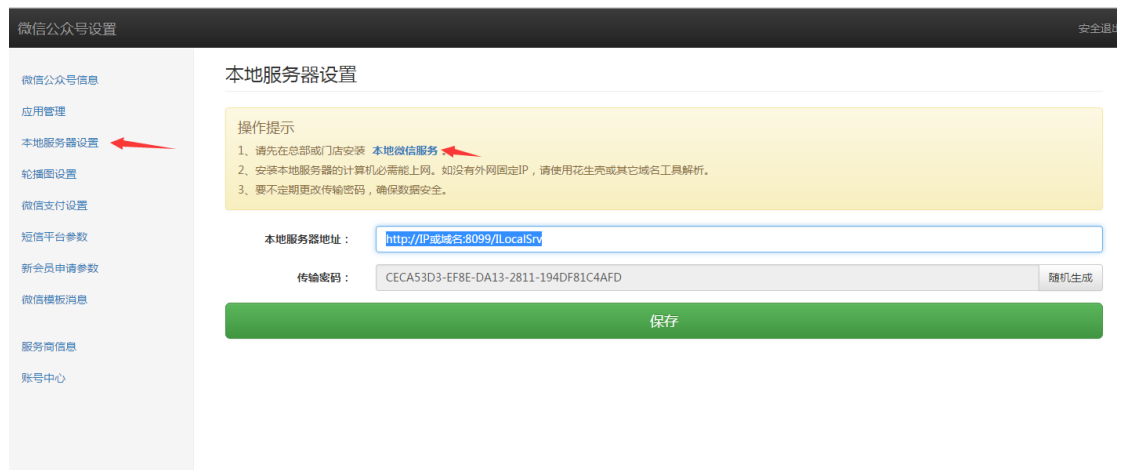 微信公众号设置
安全退出
微信公众号信息
应用管理
本地服务器设置
轮播图设置
微信支付设置
短信平台参数
新会员申请参数
微信模板消息
服务商信息
账号中心
本地服务器设置
操作提示
1、请先在总部或门店安装 本地微信服务
2、安装本地服务器的计算机必需能上网。如没有外网固定IP，请使用花生壳或其它域名工具解析。
3、要不定期更改传输密码，确保数据安全。
本地服务器地址： http://IP或域名:8099/ILocalSrv
传输密码： CECA53D3-EF8E-DA13-2811-194DF81C4AFD 随机生成
保存